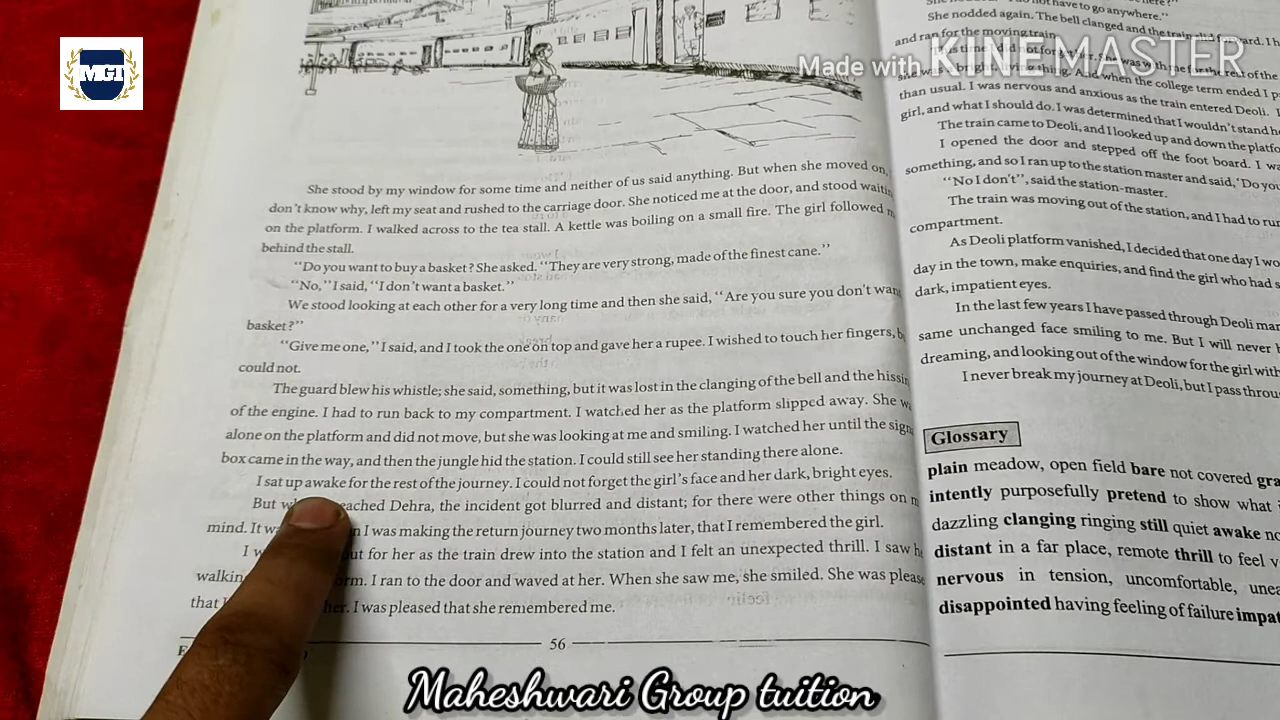 MGT
Made with KINEMASTER
She stood by my window for some time and neither of us said anything. But when she moved on,
don't know why, left my seat and rushed to the carriage door. She noticed me at the door, and stood
on the platform. I walked across to the tea stall. A kettle was boiling on a small fire. The girl followed
behind the stall.
"Do you want to buy a basket? She asked. "They are very strong, made of the finest cane."
"No," I said, "I don't want a basket."
We stood looking at each other for a very long time and then she said, "Are you sure you don't
basket?"
"Give me one," I said, and I took the one on top and gave her a rupee. I wished to touch her fingers,
could not.
The guard blew his whistle; she said, something, but it was lost in the clanging of the bell and the
of the engine. I had to run back to my compartment. I watched her as the platform slipped away. She
alone on the platform and did not move, but she was looking at me and smiling. I watched her until the
box came in the way, and then the jungle hid the station. I could still see her standing there alone.
I sat up awake for the rest of the journey. I could not forget the girl's face and her dark, bright eyes.
But Dehra, the incident got blurred and distant; for there were other things on
mind. It I was making the return journey two months later, that I remembered the girl.
I for her as the train drew into the station and I felt an unexpected thrill. I saw
I ran to the door and waved at her. When she saw me, she smiled. She was
that her. I was pleased that she remembered me.
56
have to go anywhere."
She nodded again. The bell clanged and the train
and ran for the moving train.
And when the college term ended I
than usual. I was nervous and anxious as the train entered Deoli.
girl, and what I should do. I was determined that I wouldn't stand
The train came to Deoli, and I looked up and down the
I opened the door and stepped off the foot board. I
something, and so I ran up to the station master and said, 'Do you
"No I don't", said the station-master.
The train was moving out of the station, and I had to
compartment.
As Deoli platform vanished, I decided that one day I
day in the town, make enquiries, and find the girl who had
dark, impatient eyes.
In the last few years I have passed through Deoli
same unchanged face smiling to me. But I will never
dreaming, and looking out of the window for the girl
I never break my journey at Deoli, but I pass
Glossary
plain meadow, open field bare not covered
intently purposefully pretend to show what
dazzling clanging ringing still quiet awake
distant in a far place, remote thrill to feel
nervous in tension, uncomfortable,
disappointed having feeling of failure
Maheshwari Group tuition